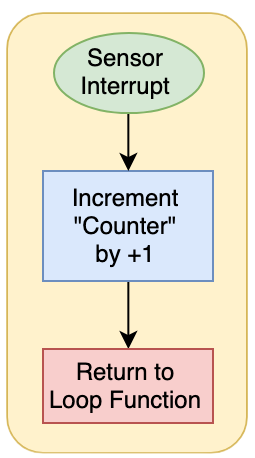 Sensor
Interrupt
Increment
"Counter"
by +1
Return to
Loop Function